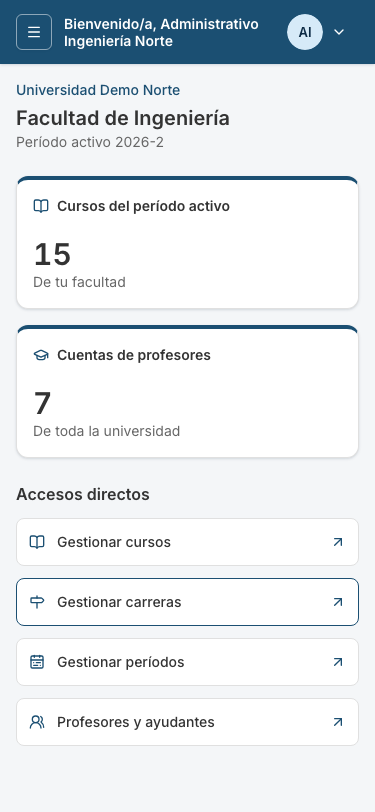 Bienvenido/a, Administrativo
Ingeniería Norte
AI
Universidad Demo Norte
Facultad de Ingeniería
Período activo 2026-2
Cursos del período activo
15
De tu facultad
Cuentas de profesores
7
De toda la universidad
Accesos directos
Gestionar cursos
Gestionar carreras
Gestionar períodos
Profesores y ayudantes